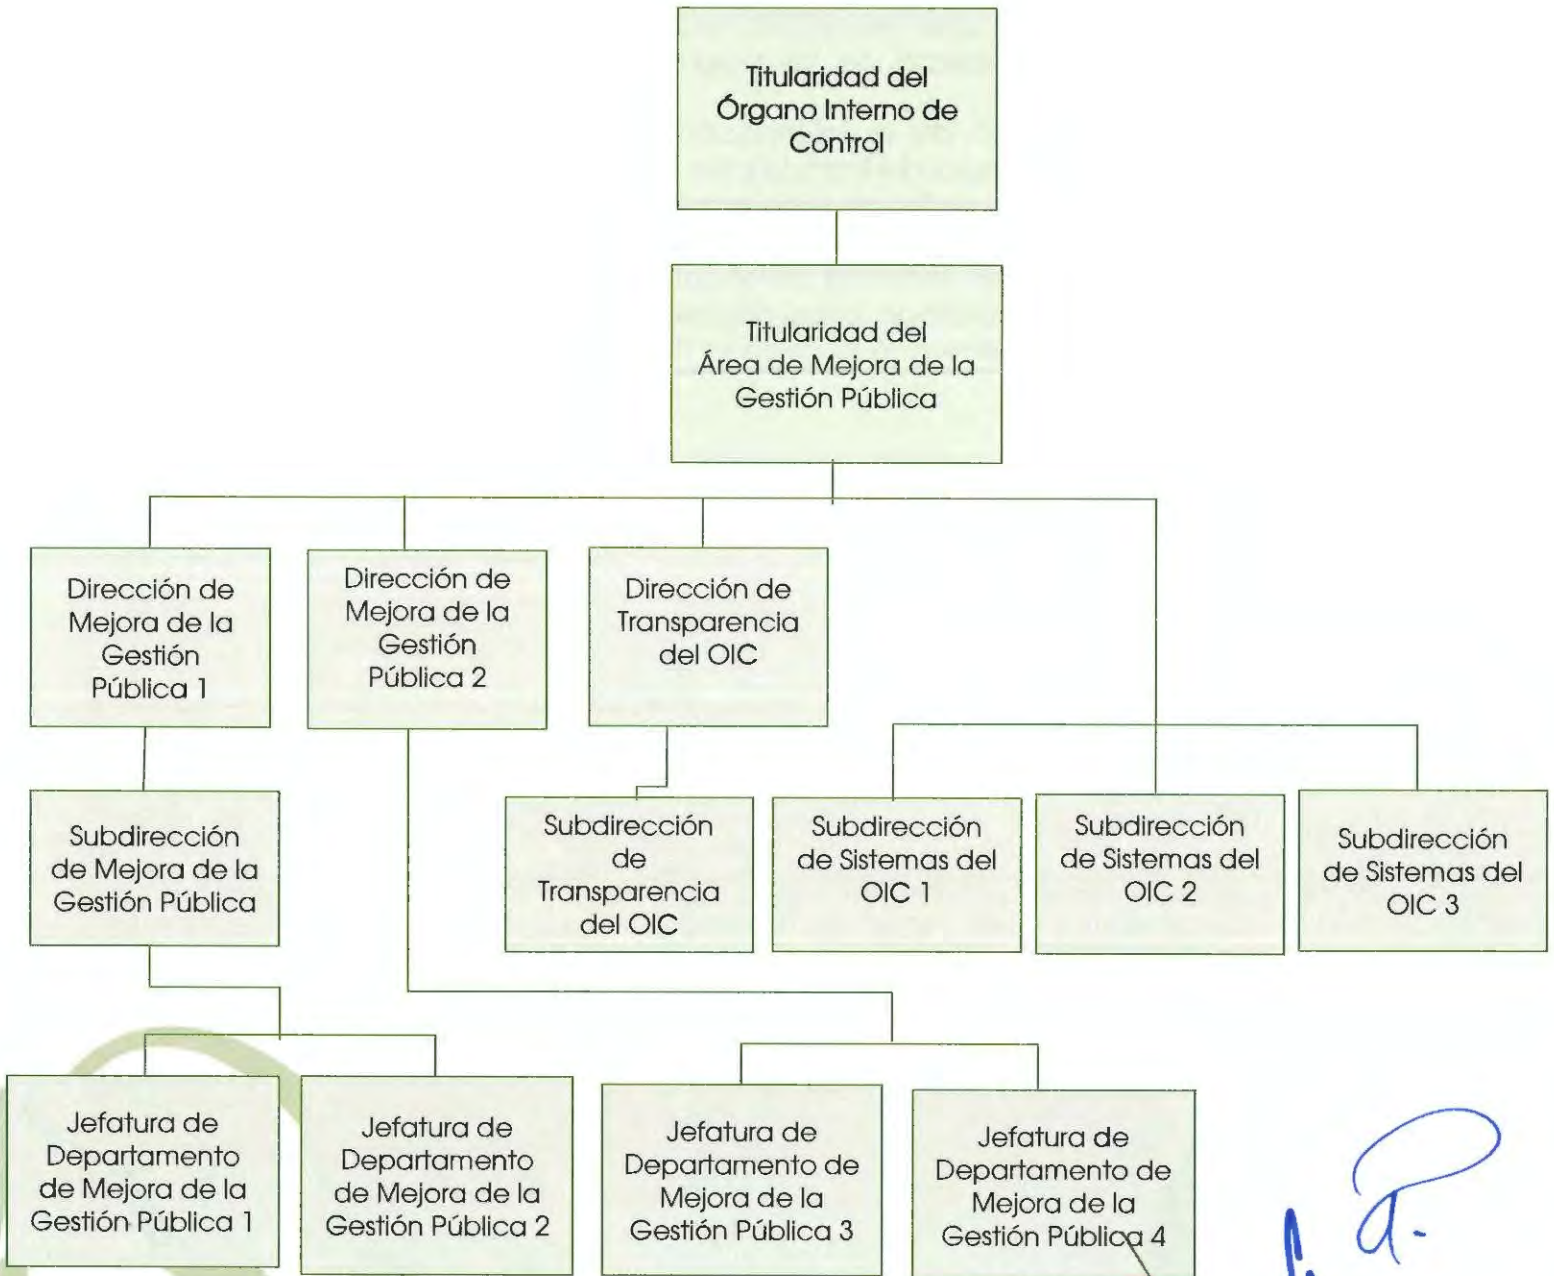 Titularidad del
Órgano Interno de
Control
Titularidad del
Área de Mejora de la
Gestión Pública
Dirección de
Mejora de la
Gestión
Pública 1
Dirección de
Mejora de la
Gestión
Pública 2
Dirección de
Transparencia
del OIC
Subdirección
de Mejora de la
Gestión Pública
Subdirección
de
Transparencia
del OIC
Subdirección
de Sistemas del
OIC 1
Subdirección
de Sistemas del
OIC 2
Subdirección
de Sistemas del
OIC 3
Jefatura de
Departamento
de Mejora de la
Gestión Pública 1
Jefatura de
Departamento
de Mejora de la
Gestión Pública 2
Jefatura de
Departamento de
Mejora de la
Gestión Pública 3
Jefatura de
Departamento de
Mejora de la
Gestión Pública 4